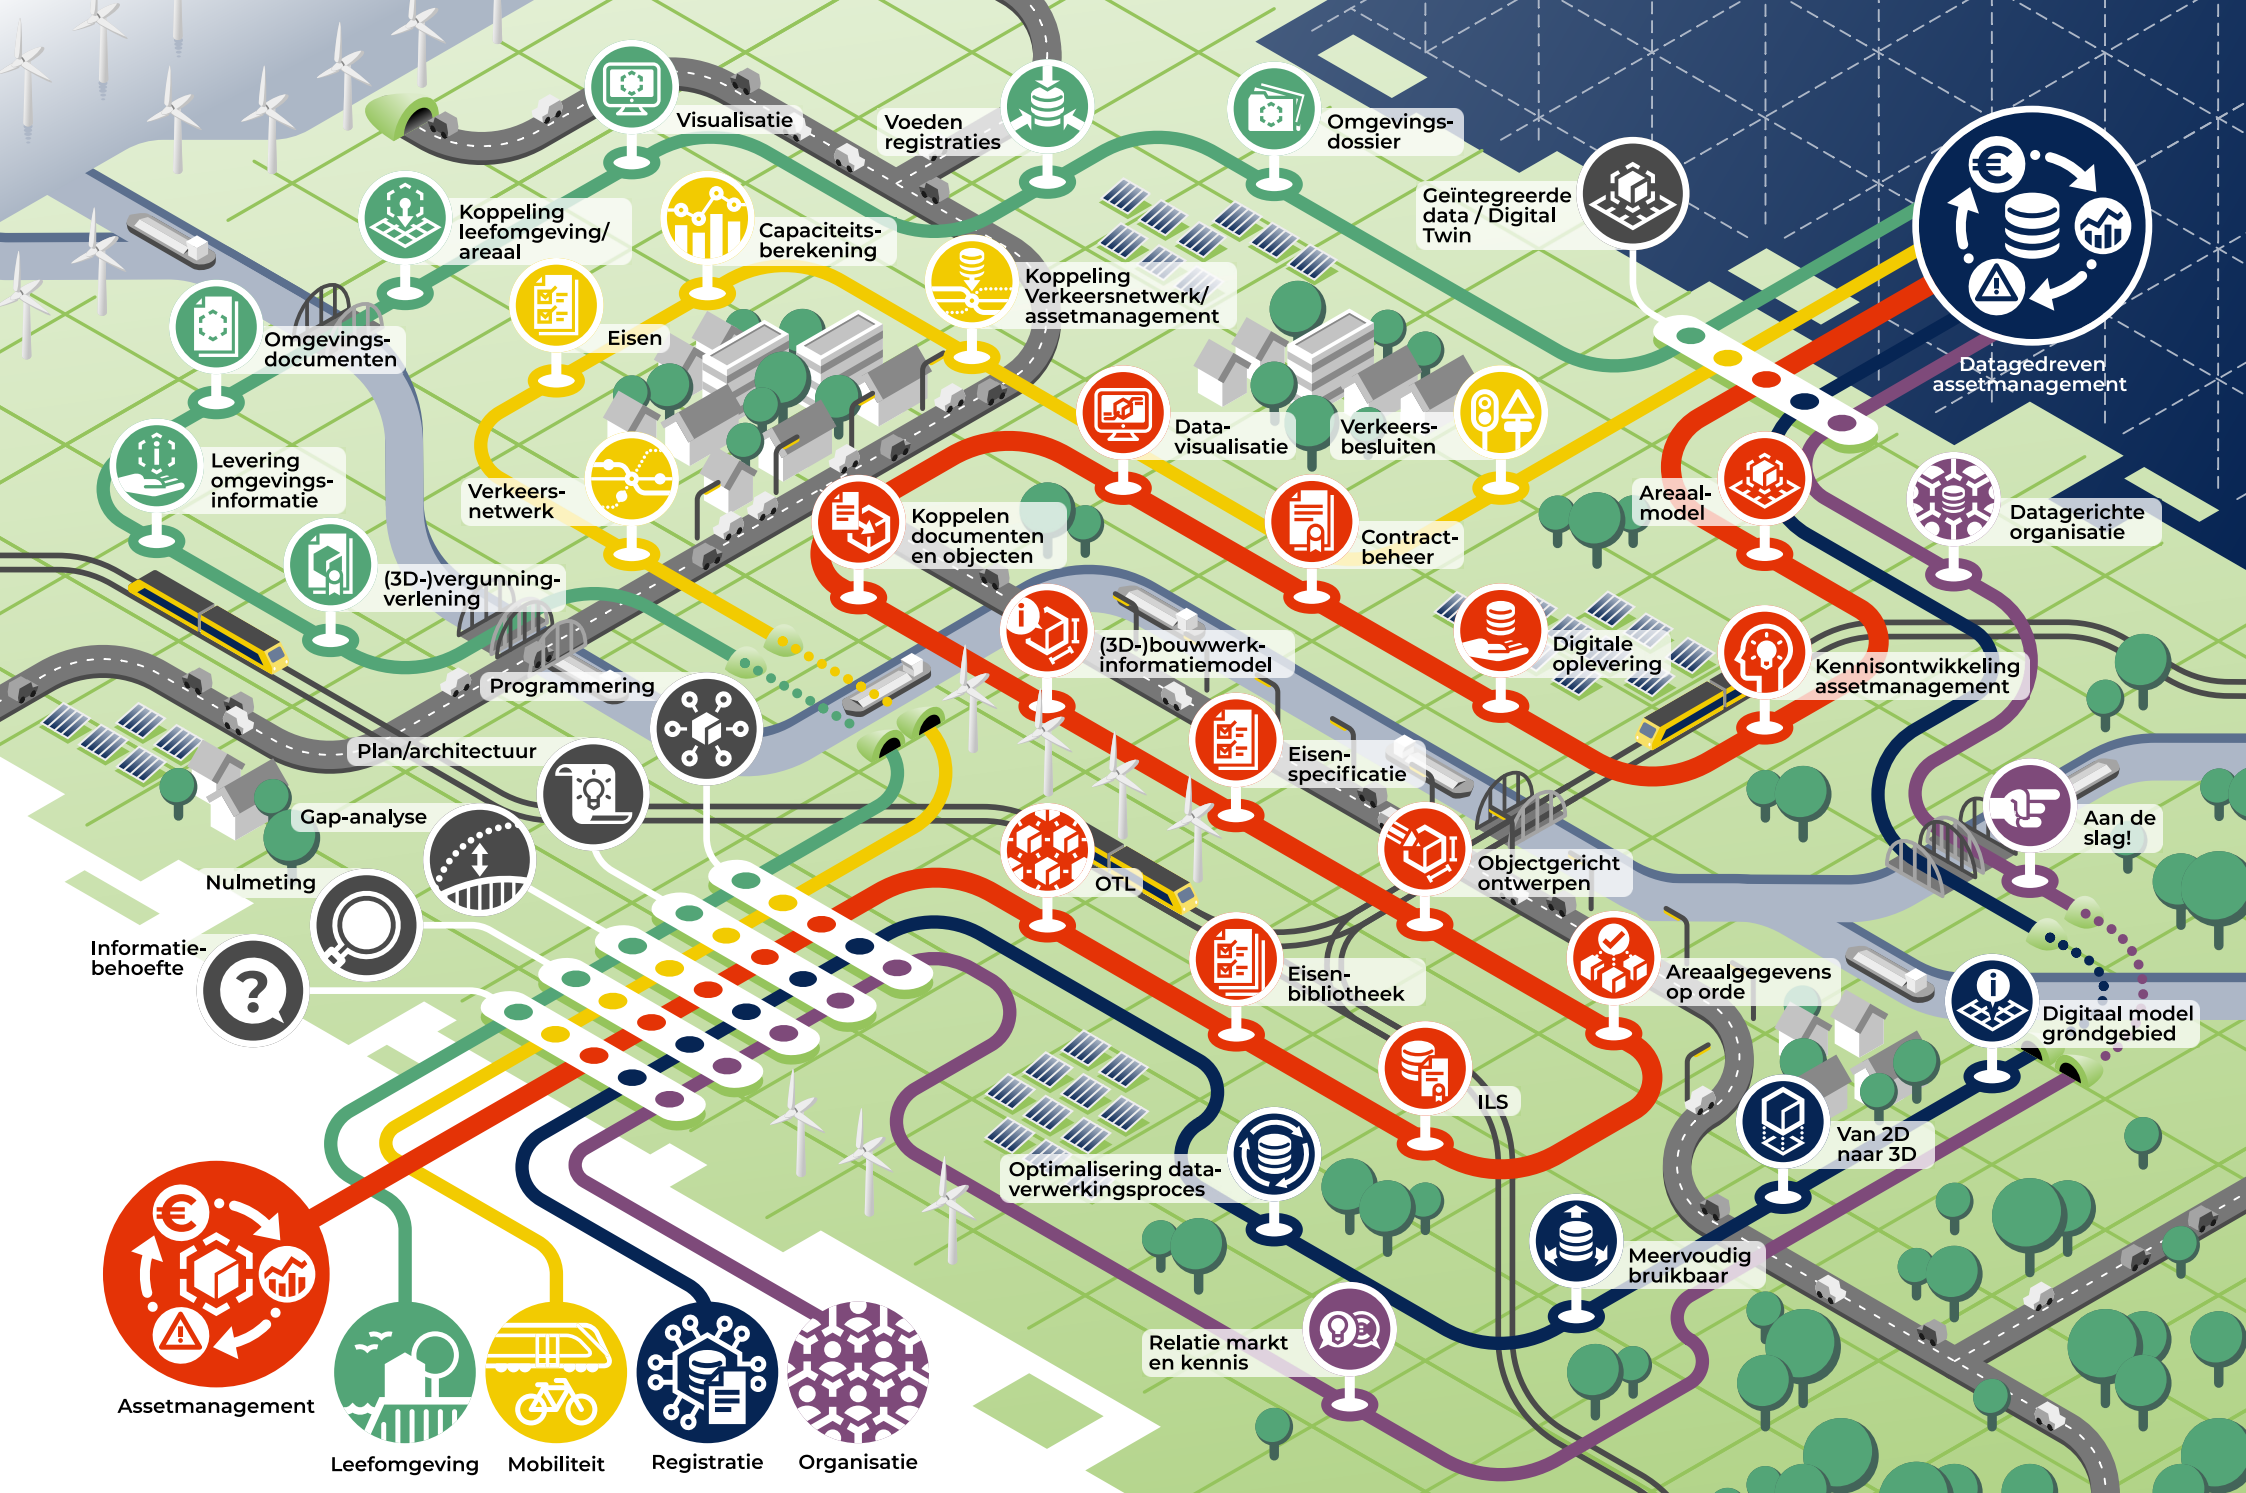 Visualisatie
Voeden
registraties
Omgevings-
dossier
Geïntegreerde
data / Digital
Twin
Koppeling
leefomgeving/
areaal
Capaciteits-
berekening
Koppeling
Verkeersnetwerk/
assetmanagement
Omgevings-
documenten
Eisen
Datagedreven
assetmanagement
Levering
omgevings-
informatie
Verkeers-
netwerk
Data-
visualisatie
Verkeers-
besluiten
Koppelen
documenten
en objecten
Contract-
beheer
Areaal-
model
Datagerichte
organisatie
(3D-)vergunning-
verlening
(3D-)bouwwerk-
informatiemodel
Digitale
oplevering
Kennisontwikkeling
assetmanagement
Programmering
Plan/architectuur
Gap-analyse
Nulmeting
Informatie-
behoefte
?
Eisen-
specificatie
OTL
Objectgericht
ontwerpen
Aan de
slag!
Eisen-
bibliotheek
Areaalgegevens
op orde
Digitaal model
grondgebied
ILS
Van 2D
naar 3D
Optimalisering data-
verwerkingsproces
Meervoudig
bruikbaar
Relatie markt
en kennis
Assetmanagement
Leefomgeving
Mobiliteit
Registratie
Organisatie